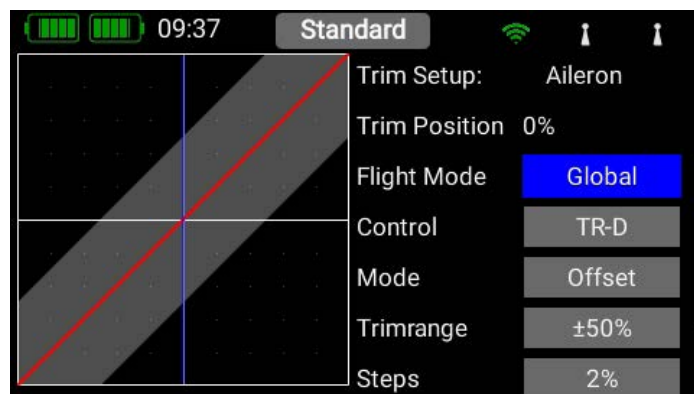 09:37 Standard
Trim Setup: Aileron
Trim Position 0%
Flight Mode Global
Control TR-D
Mode Offset
Trimrange ±50%
Steps 2%